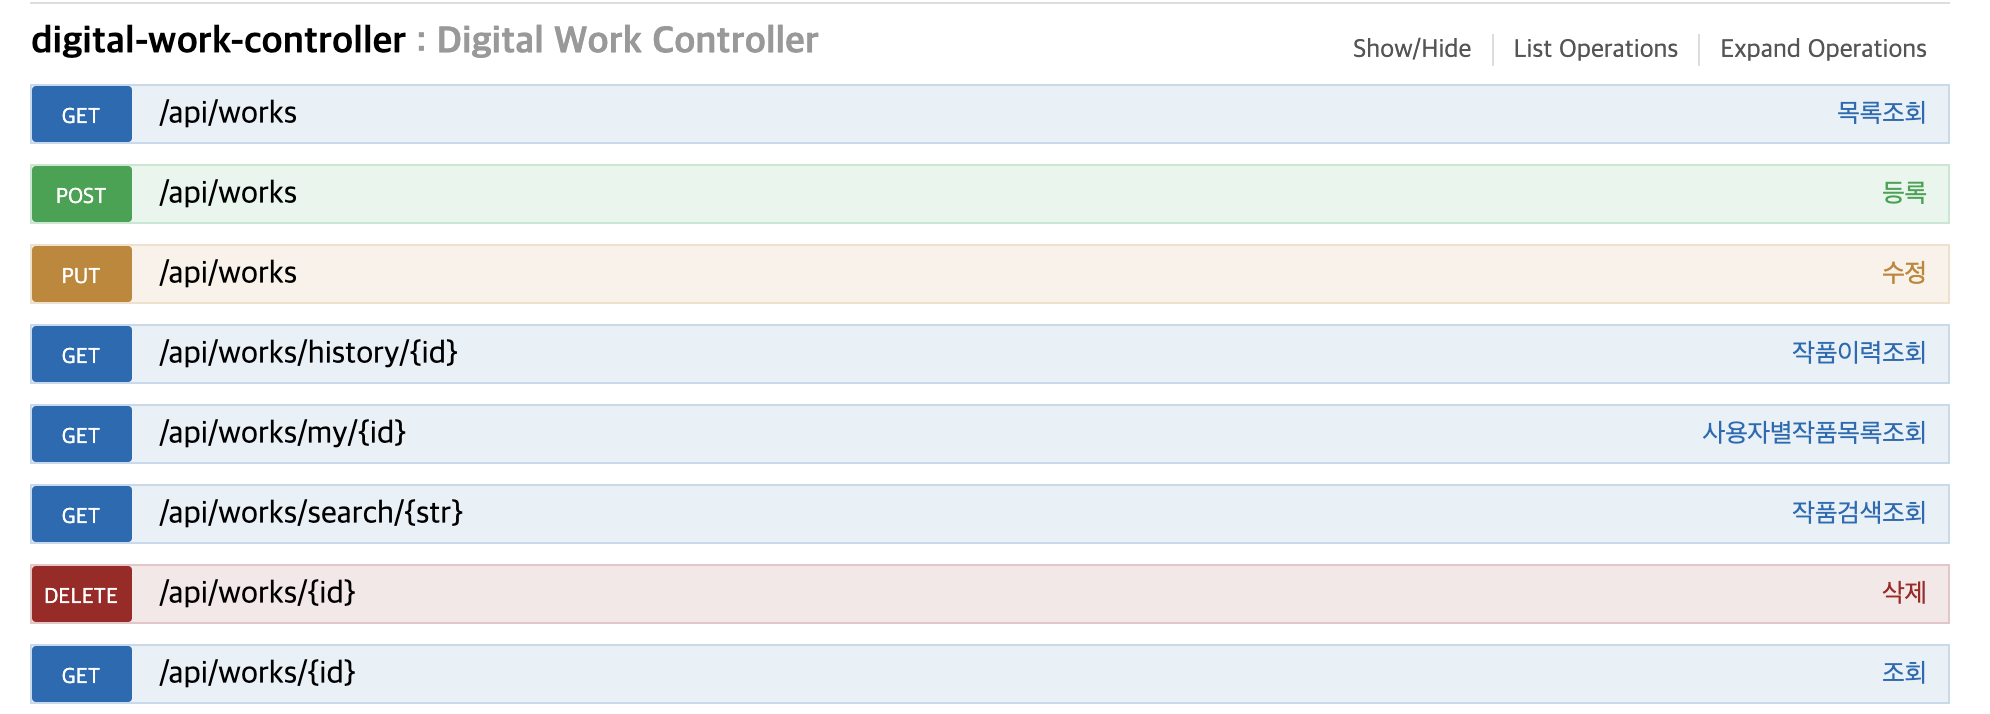 digital-work-controller : Digital Work Controller Show/Hide List Operations Expand Operations
GET /api/works 목록조회
POST /api/works 등록
PUT /api/works 수정
GET /api/works/history/{id} 작품이력조회
GET /api/works/my/{id} 사용자별작품목록조회
GET /api/works/search/{str} 작품검색조회
DELETE /api/works/{id} 삭제
GET /api/works/{id} 조회